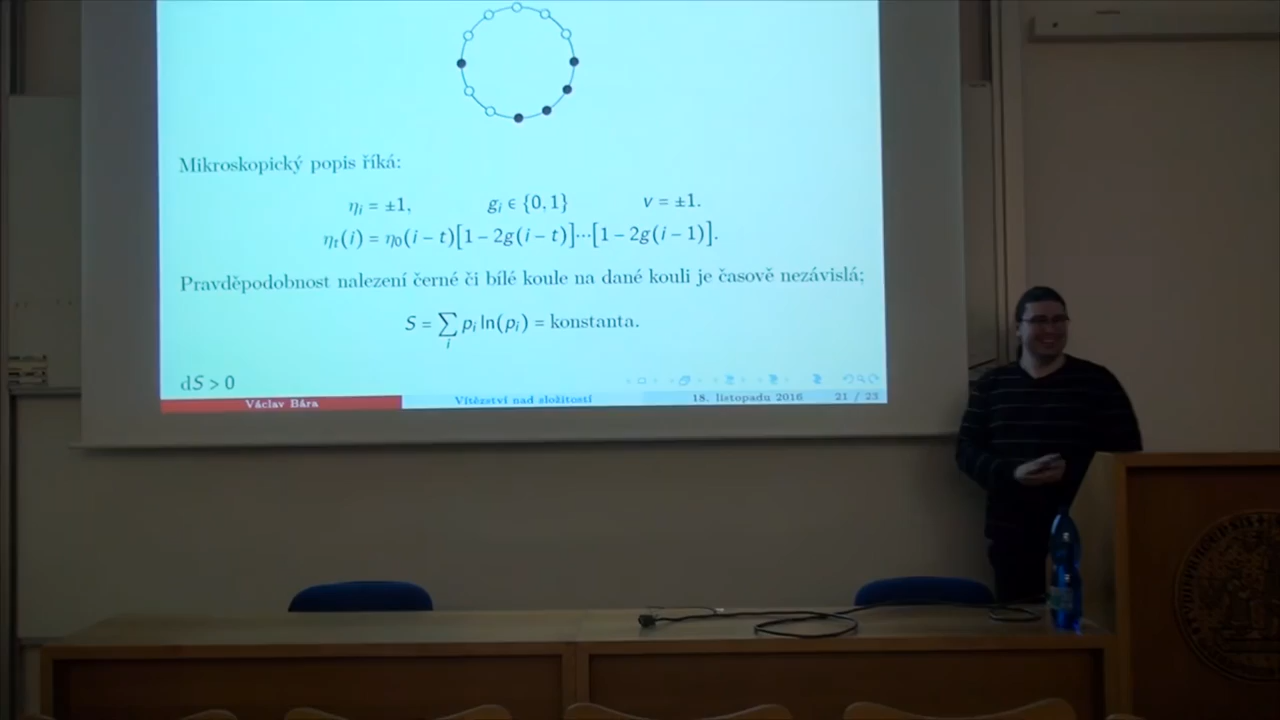 Mikroskopický popis říká:
ηᵢ = ±1, gᵢ ∈ {0, 1} v = ±1.
ηₜ(i) = η₀(i − t)[1 − 2g(i − t)]···[1 − 2g(i − 1)].
Pravděpodobnost nalezení černé či bílé koule na dané kouli je časově nezávislá;
S = ∑ᵢ pᵢ ln(pᵢ) = konstanta.
dS > 0
Václav Bára Vítězství nad složitostí 18. listopadu 2016 21 / 23